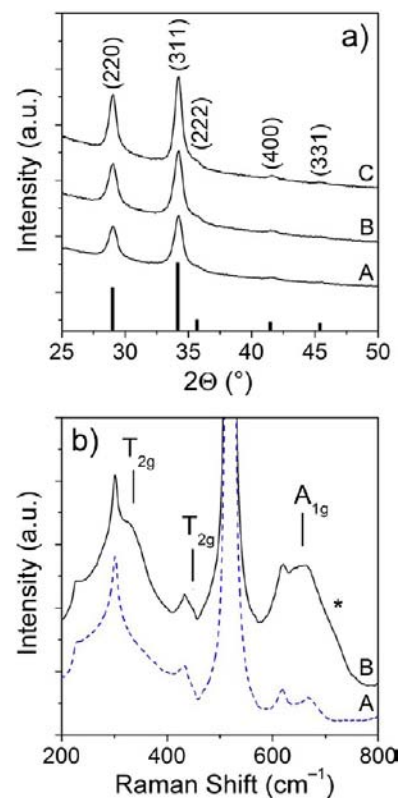 a)
(220)
(311)
(222)
(400)
(331)
C
B
A
Intensity (a.u.)
25 30 35 40 45 50
2Θ (°)
b)
T2g
T2g
A1g
*
B
A
Intensity (a.u.)
200 400 600 800
Raman Shift (cm⁻¹)